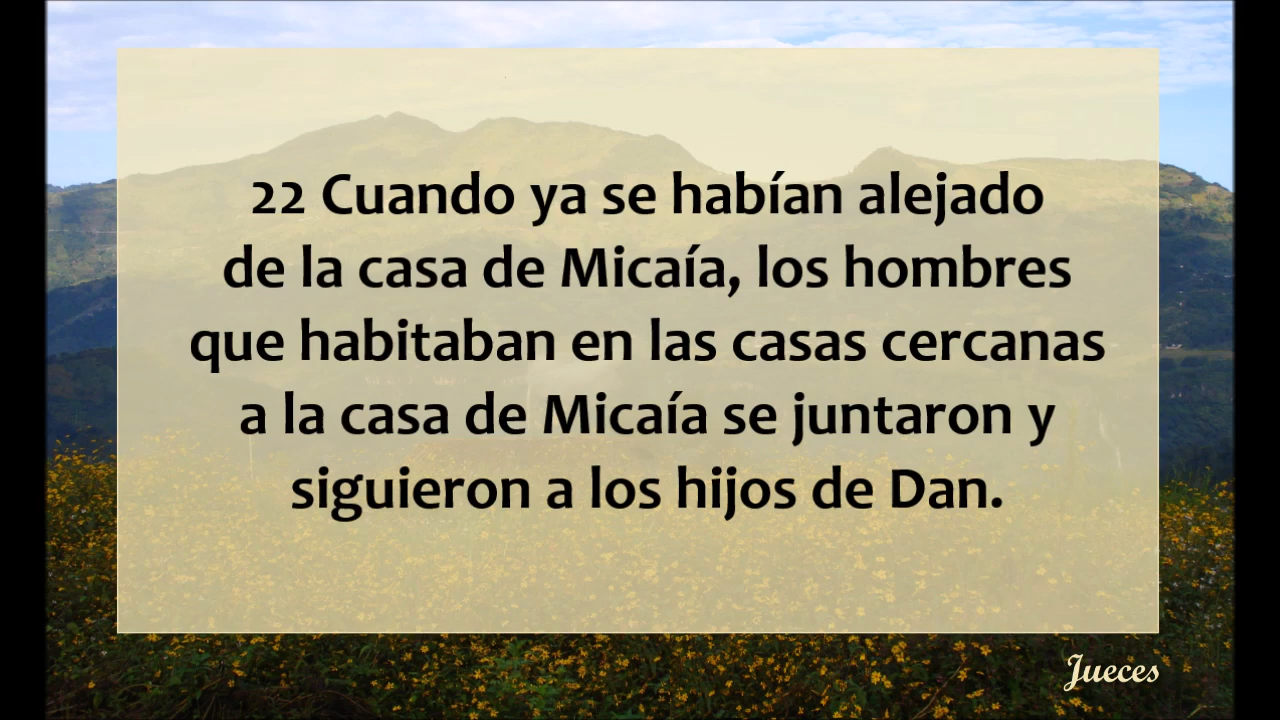 22 Cuando ya se habían alejado
de la casa de Micaía, los hombres
que habitaban en las casas cercanas
a la casa de Micaía se juntaron y
siguieron a los hijos de Dan.
Jueces